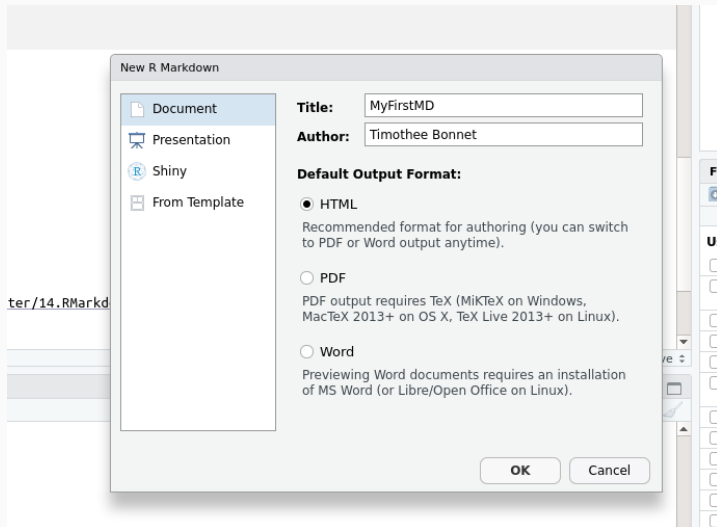 New R Markdown
Document
Presentation
Shiny
From Template
Title: MyFirstMD
Author: Timothee Bonnet
Default Output Format:
HTML
Recommended format for authoring (you can switch
to PDF or Word output anytime).
PDF
PDF output requires TeX (MiKTeX on Windows,
MacTeX 2013+ on OS X, TeX Live 2013+ on Linux).
Word
Previewing Word documents requires an installation
of MS Word (or Libre/Open Office on Linux).
OK Cancel
ter/14.RMarkd
ve
F
U